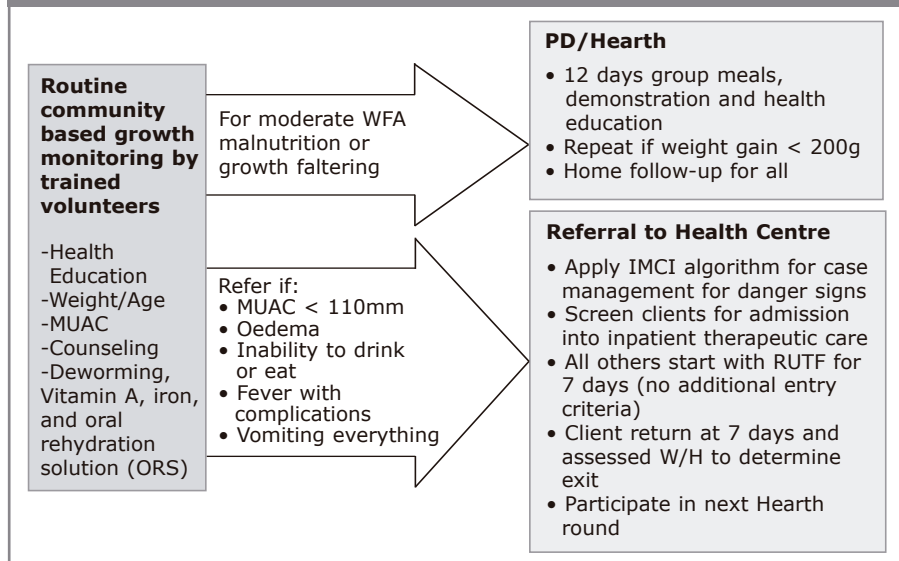 Routine
community
based growth
monitoring by
trained
volunteers
-Health
Education
-Weight/Age
-MUAC
-Counseling
-Deworming,
Vitamin A, iron,
and oral
rehydration
solution (ORS)
For moderate WFA
malnutrition or
growth faltering
Refer if:
• MUAC < 110mm
• Oedema
• Inability to drink
or eat
• Fever with
complications
• Vomiting everything
PD/Hearth
• 12 days group meals,
demonstration and health
education
• Repeat if weight gain < 200g
• Home follow-up for all
Referral to Health Centre
• Apply IMCI algorithm for case
management for danger signs
• Screen clients for admission
into inpatient therapeutic care
• All others start with RUTF for
7 days (no additional entry
criteria)
• Client return at 7 days and
assessed W/H to determine
exit
• Participate in next Hearth
round